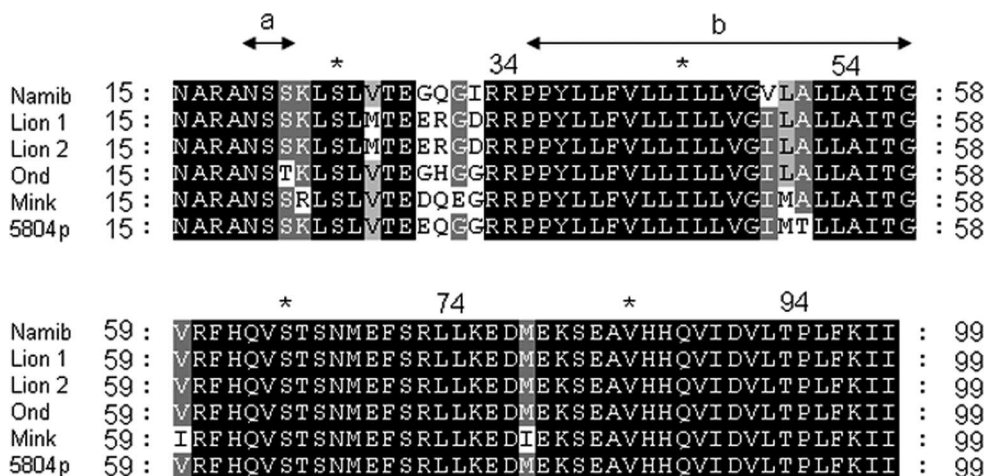 a b
* 34 * 54
Namib 15 : NARANSSKLSLVTEGQGIRRPPYLLFVLLILLVGVLALLAITG : 58
Lion 1 15 : NARANSSKLSLMTEERGDRRPPYLLFVLLILLVGILALLAITG : 58
Lion 2 15 : NARANSSKLSLMTEERGDRRPPYLLFVLLILLVGILALLAITG : 58
Ond 15 : NARANSTKLSLVTEGHGGRRPPYLLFVLLILLVGILALLAITG : 58
Mink 15 : NARANSSRLSLVTEDQEGRRPPYLLFVLLILLVGIMALLAITG : 58
5804p 15 : NARANSSKLSLVTEEQGGRRPPYLLFVLLILLVGIMTLLAITG : 58
* 74 * 94
Namib 59 : VRFHQVSTSNMEFSRLLKEDMEKSEAVHHQVIDVLTPLFKII : 99
Lion 1 59 : VRFHQVSTSNMEFSRLLKEDMEKSEAVHHQVIDVLTPLFKII : 99
Lion 2 59 : VRFHQVSTSNMEFSRLLKEDMEKSEAVHHQVIDVLTPLFKII : 99
Ond 59 : VRFHQVSTSNMEFSRLLKEDMEKSEAVHHQVIDVLTPLFKII : 99
Mink 59 : IRFHQVSTSNMEFSRLLKEDIEKSEAVHHQVIDVLTPLFKII : 99
5804p 59 : VRFHQVSTSNMEFSRLLKEDMEKSEAVHHQVIDVLTPLFKII : 99